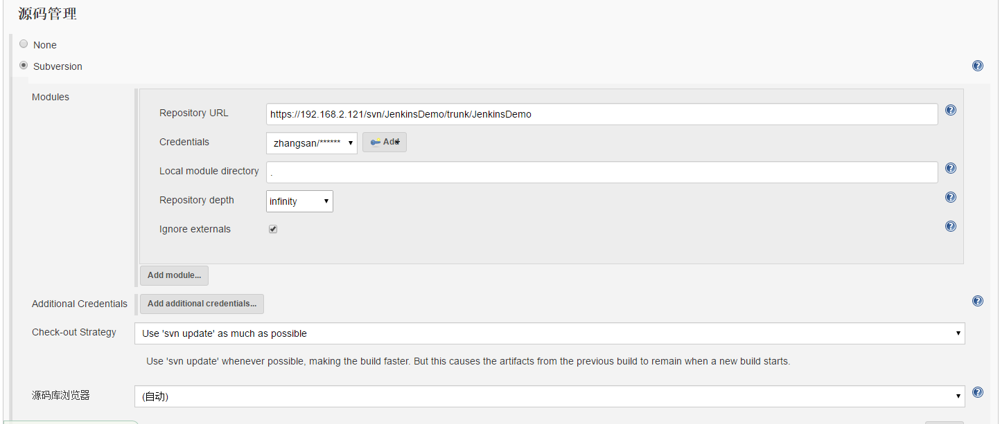 源码管理
None
Subversion
Modules
Repository URL
https://192.168.2.121/svn/JenkinsDemo/trunk/JenkinsDemo
Credentials
zhangsan/******
Add
Local module directory
.
Repository depth
infinity
Ignore externals
Add module...
Additional Credentials
Add additional credentials...
Check-out Strategy
Use 'svn update' as much as possible
Use 'svn update' whenever possible, making the build faster. But this causes the artifacts from the previous build to remain when a new build starts.
源码库浏览器
(自动)